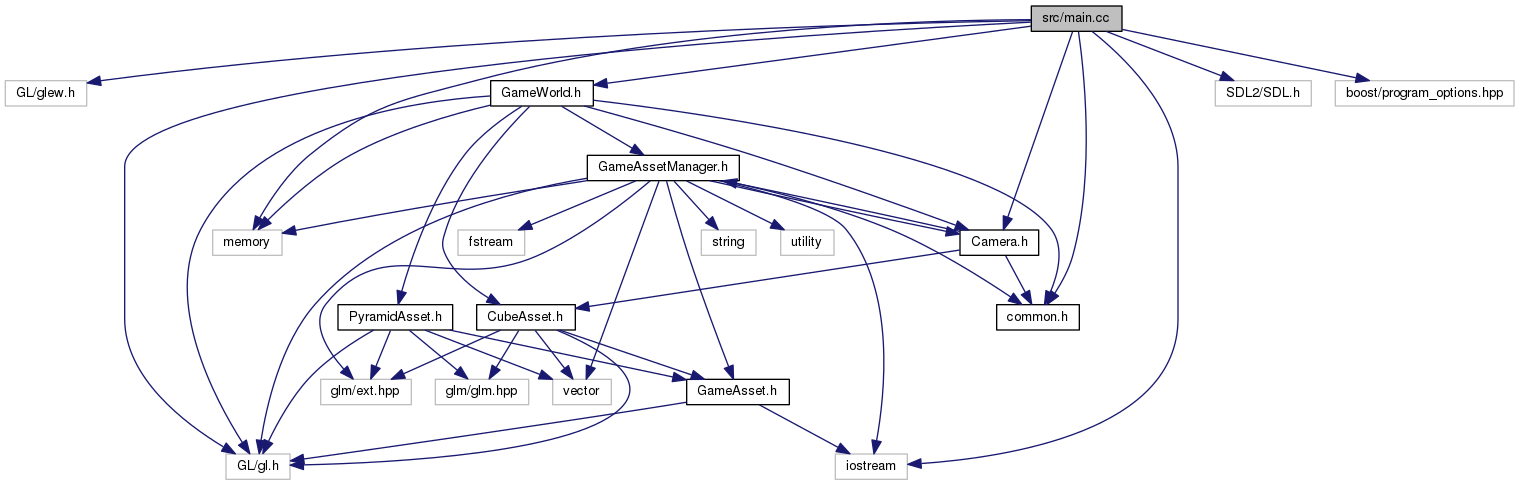 src/main.cc
GL/glew.h
GameWorld.h
SDL2/SDL.h
boost/program_options.hpp
GameAssetManager.h
memory
fstream
string
utility
Camera.h
PyramidAsset.h
CubeAsset.h
common.h
glm/ext.hpp
glm/glm.hpp
vector
GameAsset.h
GL/gl.h
iostream